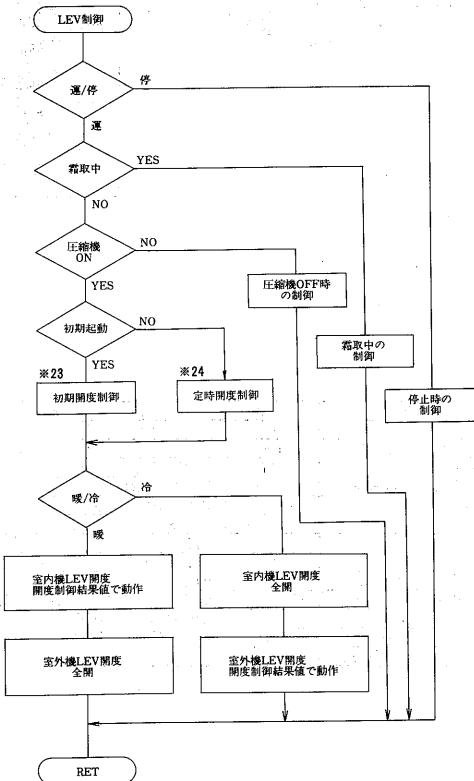 LEV制御
運/停
停
運
霜取中
YES
NO
圧縮機
ON
NO
YES
圧縮機OFF時
の制御
初期起動
NO
YES
霜取中の
制御
※23
※24
初期開度制御
定時開度制御
停止時の
制御
暖/冷
冷
暖
室内機LEV開度
開度制御結果値で動作
室内機LEV開度
全開
室外機LEV開度
全開
室外機LEV開度
開度制御結果値で動作
RET